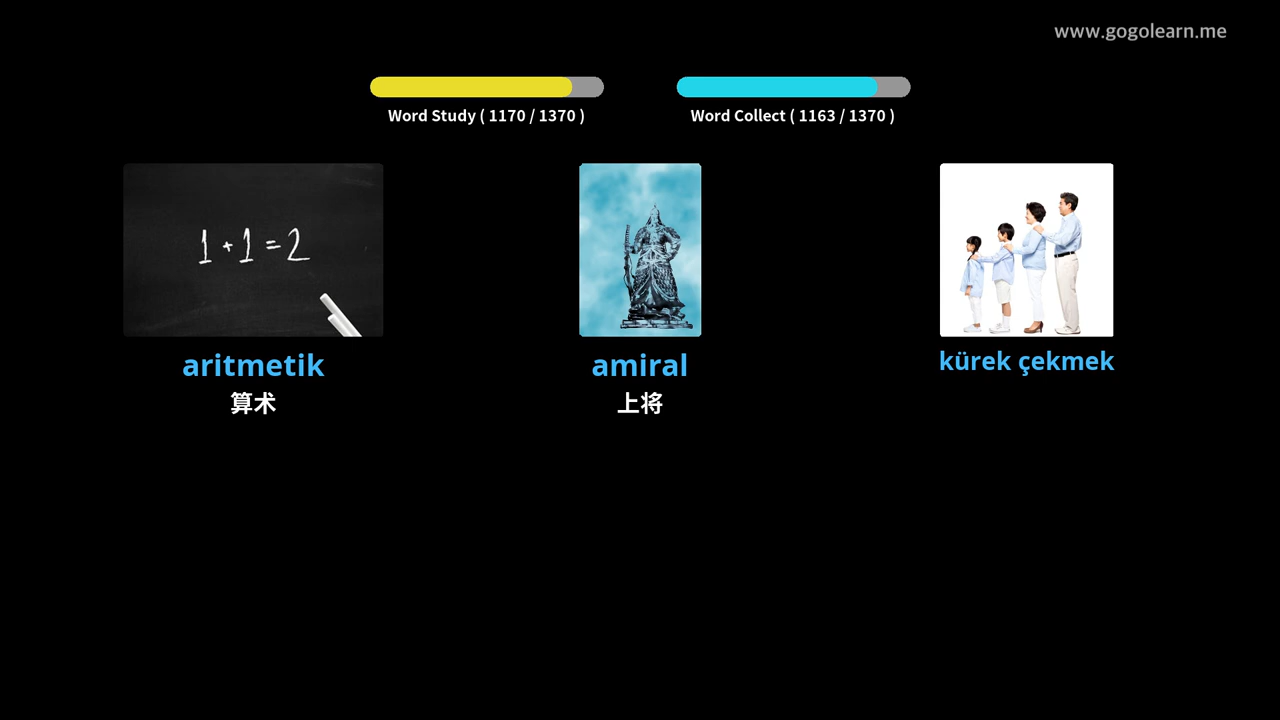 www.gogolearn.me
Word Study ( 1170 / 1370 )
Word Collect ( 1163 / 1370 )
1 + 1 = 2
aritmetik
算术
amiral
上将
kürek çekmek